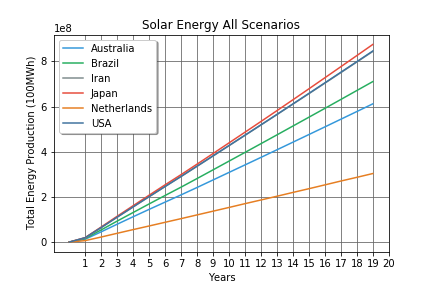 Solar Energy All Scenarios
1e8
Australia
Brazil
Iran
Japan
Netherlands
USA
8
6
4
2
0
Total Energy Production (100MWh)
1 2 3 4 5 6 7 8 9 10 11 12 13 14 15 16 17 18 19 20
Years